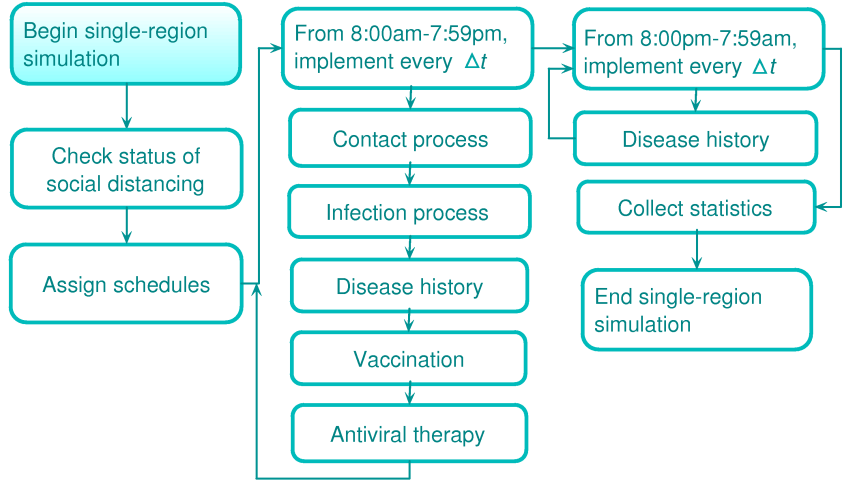 Begin single-region
simulation
Check status of
social distancing
Assign schedules
From 8:00am-7:59pm,
implement every Δt
Contact process
Infection process
Disease history
Vaccination
Antiviral therapy
From 8:00pm-7:59am,
implement every Δt
Disease history
Collect statistics
End single-region
simulation